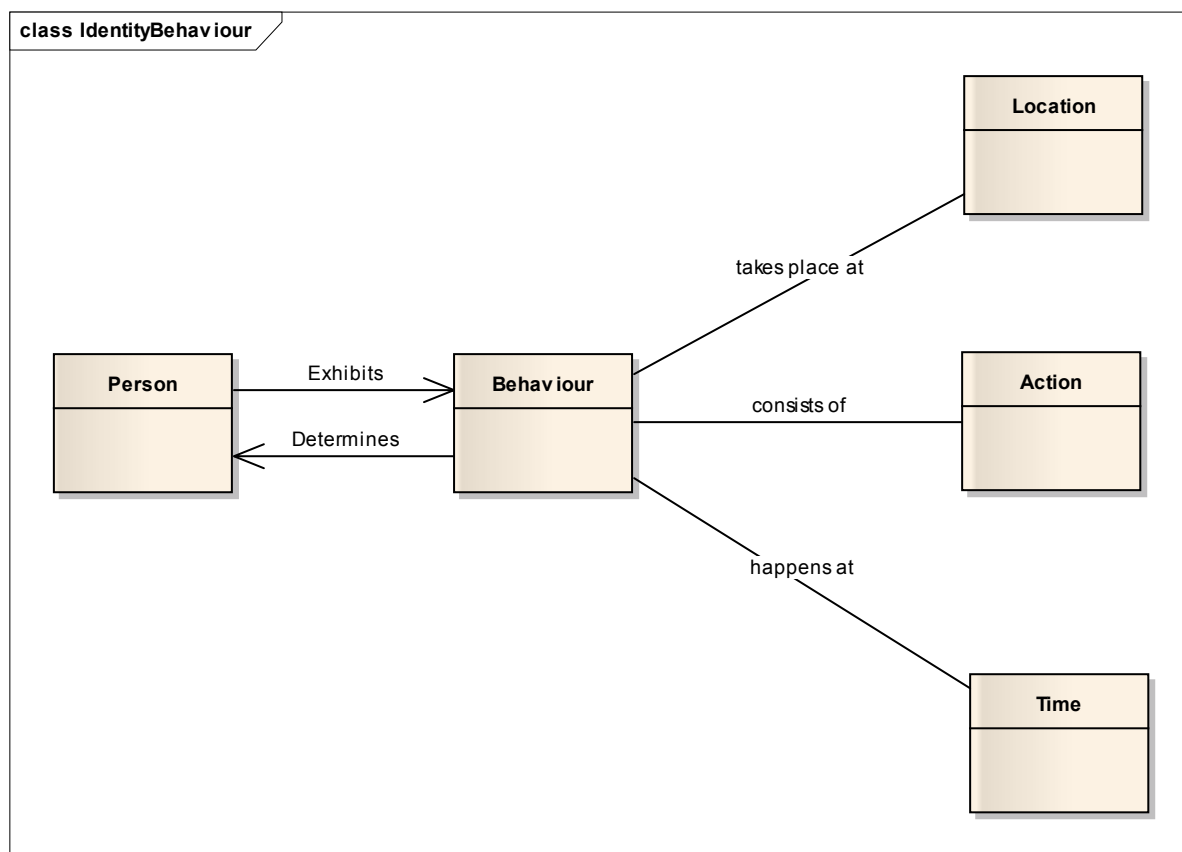 class IdentityBehaviour
Location
takes place at
Person
Exhibits
Determines
Behaviour
consists of
Action
happens at
Time